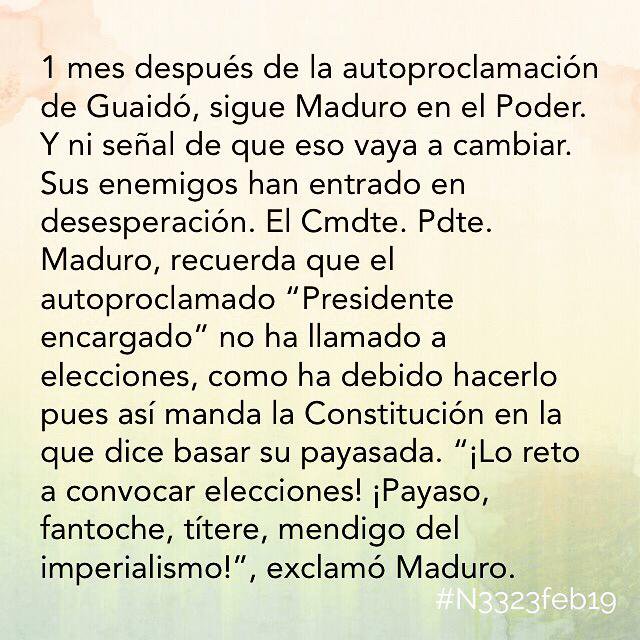 1 mes después de la autoproclamación
de Guaidó, sigue Maduro en el Poder.
Y ni señal de que eso vaya a cambiar.
Sus enemigos han entrado en
desesperación. El Cmdte. Pdte.
Maduro, recuerda que el
autoproclamado “Presidente
encargado” no ha llamado a
elecciones, como ha debido hacerlo
pues así manda la Constitución en la
que dice basar su payasada. “¡Lo reto
a convocar elecciones! ¡Payaso,
fantoche, títere, mendigo del
imperialismo!”, exclamó Maduro.
#N3323feb19